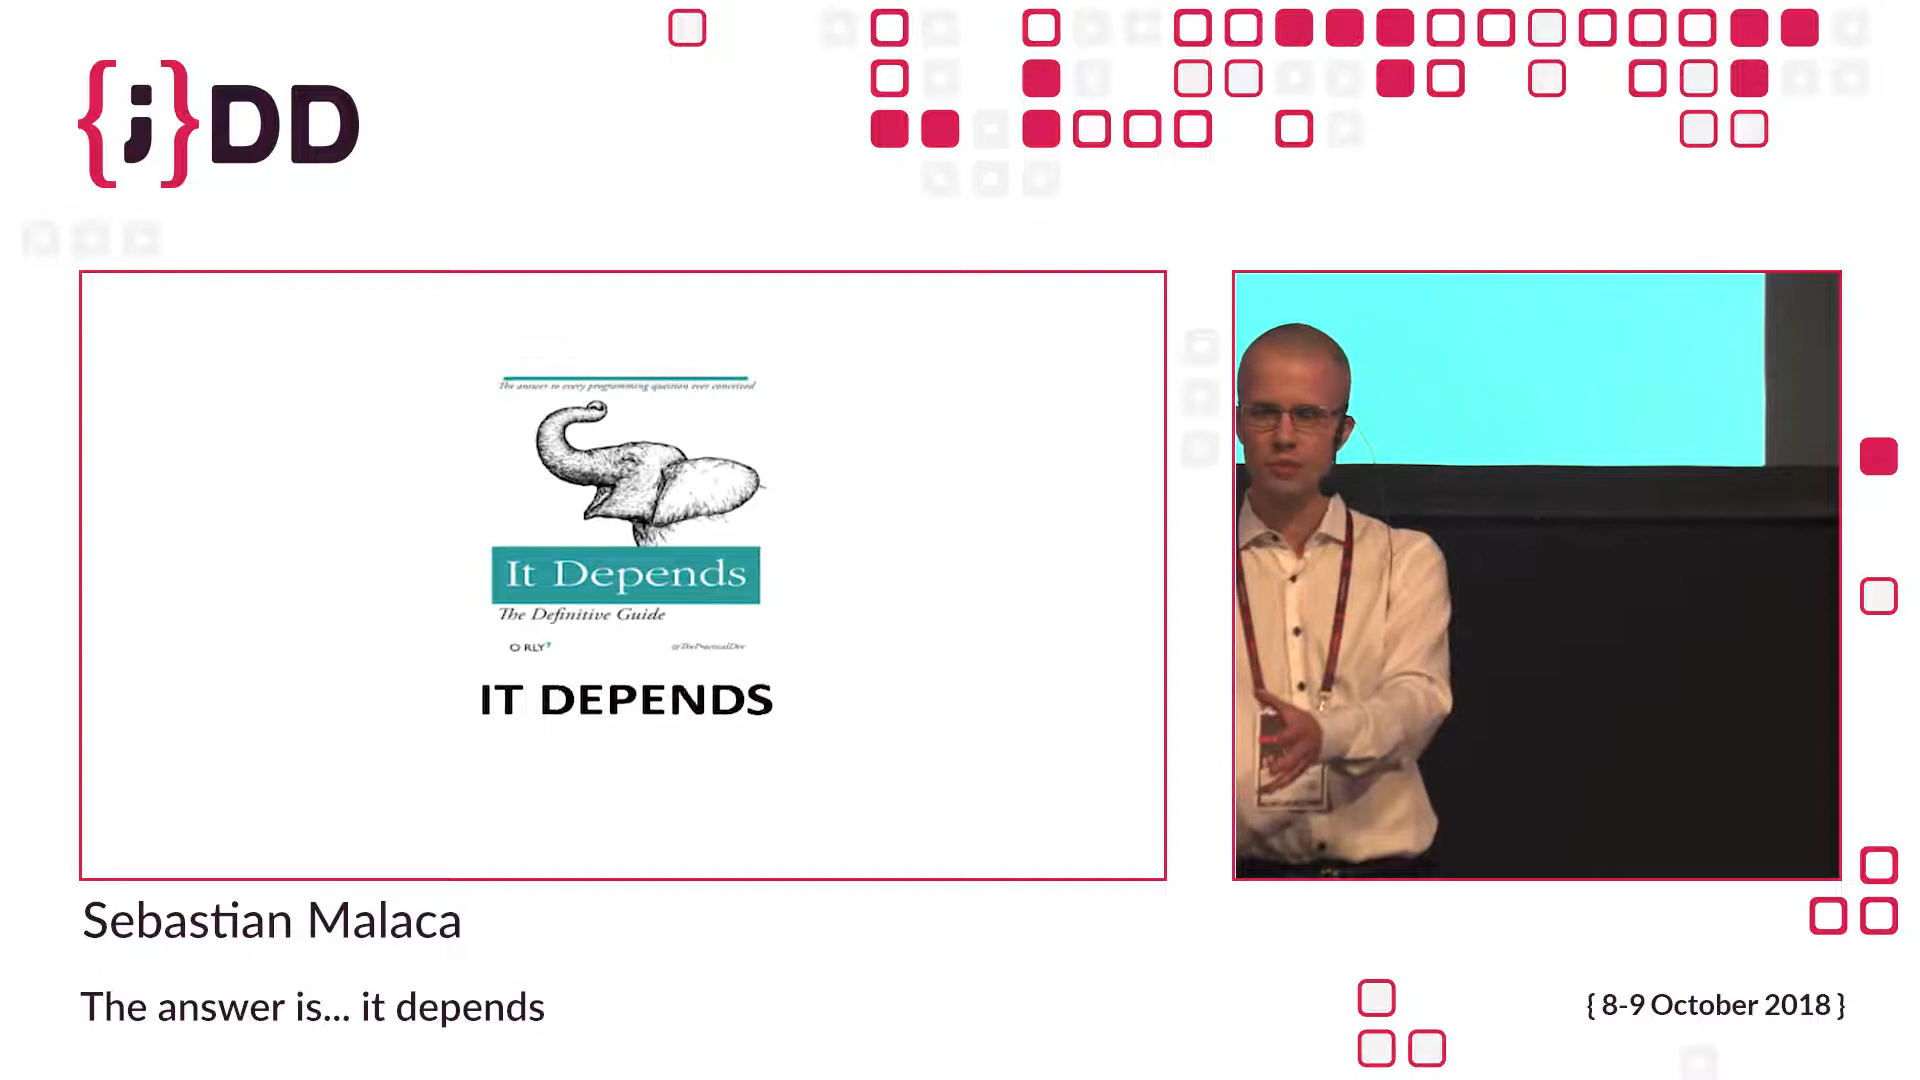 {;}DD
The answer to every programming question ever conceived
It Depends
The Definitive Guide
O RLY?
@ThePracticalDev
IT DEPENDS
Sebastian Malaca
The answer is... it depends
{ 8-9 October 2018 }